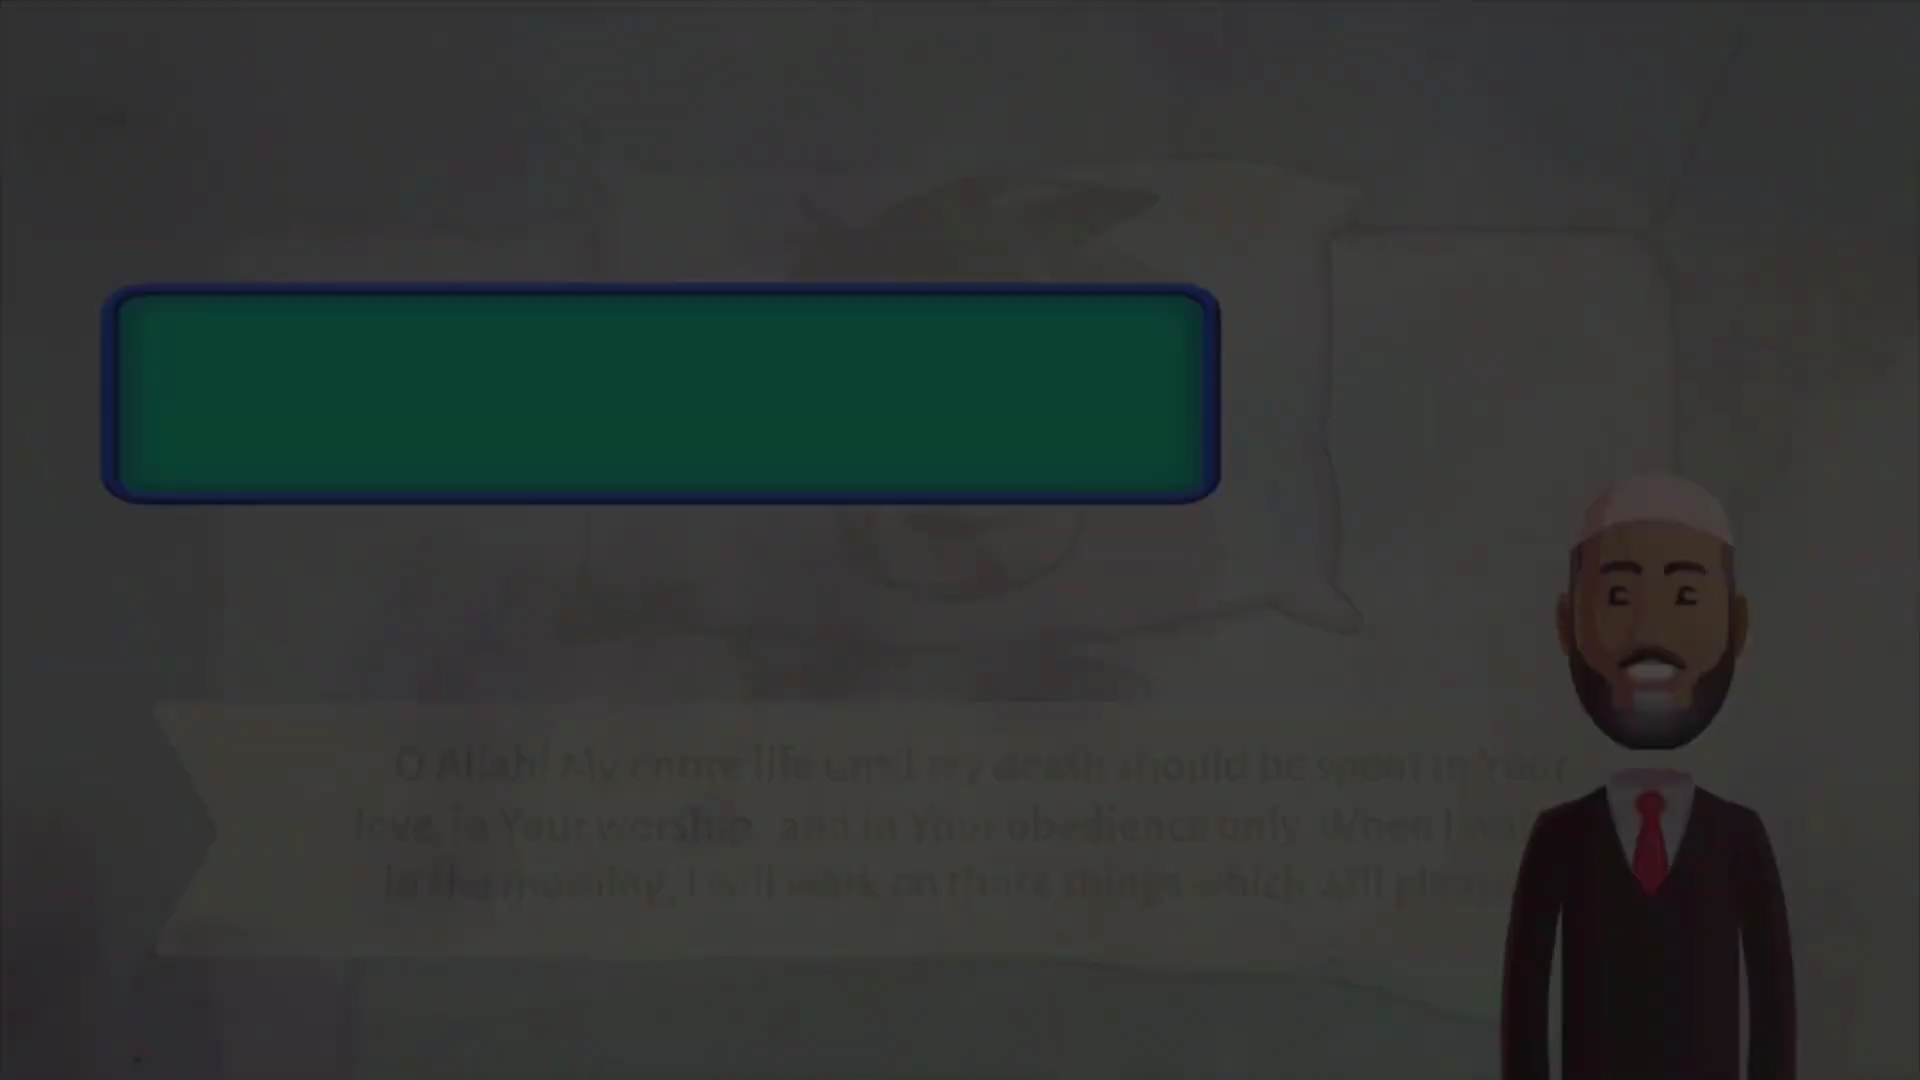 O Allah! My entire life until my death should be spent in Your
love, in Your worship, and in Your obedience only. When I
in the morning, I will work on those things which will